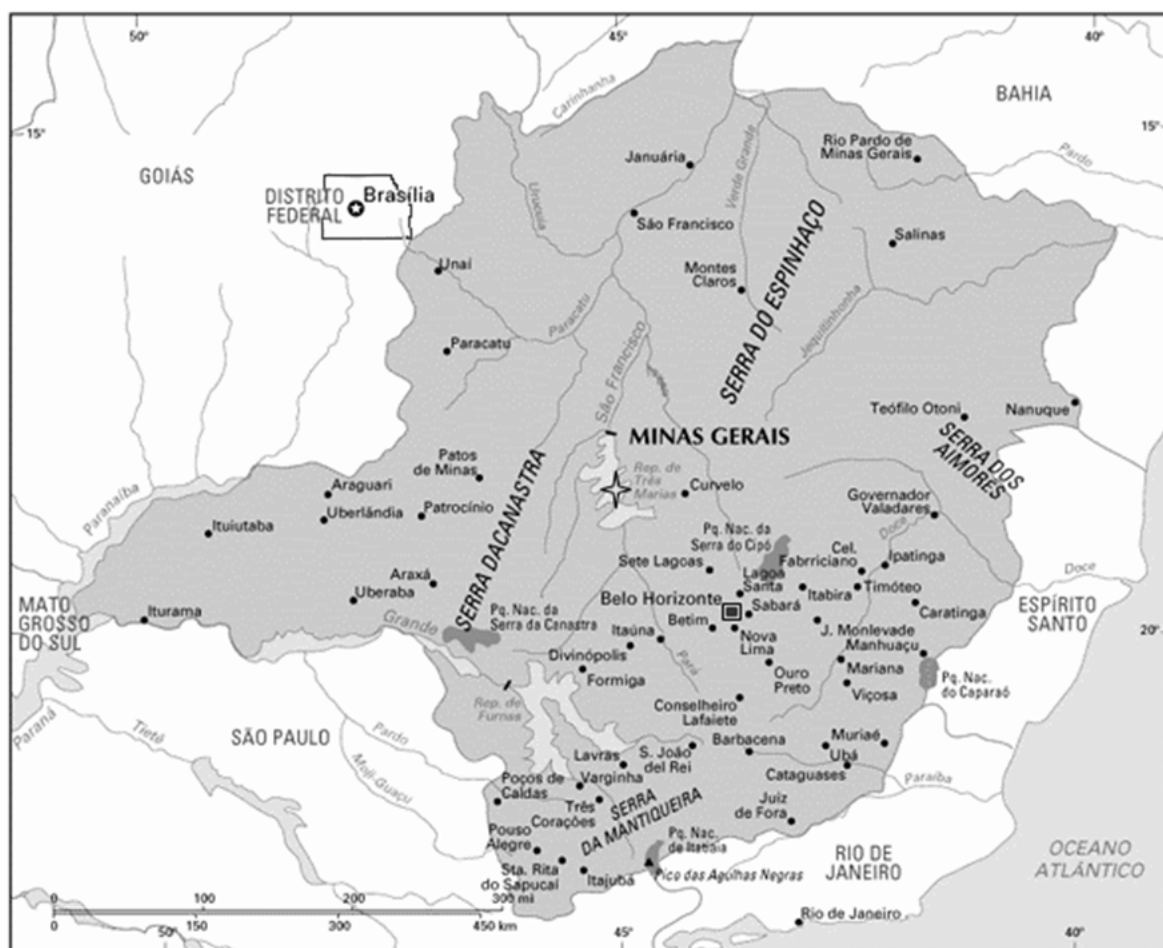 50°
45°
40°
Carinhanha
BAHIA
15°
15°
Rio Pardo de
Minas Gerais
Pardo
Januária
Verde Grande
GOIÁS
DISTRITO
FEDERAL
Brasília
Urucuia
São Francisco
Salinas
Unaí
Montes
Claros
SERRA DO ESPINHAÇO
Paracatu
Jequitinhonha
Paracatu
São Francisco
Teófilo Otoni
Nanuque
MINAS GERAIS
SERRA DOS
AIMORÉS
Patos
de Minas
SERRA DACANASTRA
Rep. de
Três
Marias
Curvelo
Paranaíba
Araguari
Uberlândia
Patrocínio
Ituiutaba
Governador
Valadares
Doce
Pq. Nac. da
Serra do Cipó
Cel.
Fabrriciano
Ipatinga
Sete Lagoas
Lagoa
Santa
Doce
Araxá
Uberaba
Itabira
Timóteo
Belo Horizonte
Sabará
Caratinga
MATO
GROSSO
DO SUL
Iturama
Grande
Pq. Nac. da
Serra da Canastra
Betim
Nova
Lima
J. Monlevade
ESPÍRITO
SANTO
Itaúna
20°
Manhuaçu
Divinópolis
Pará
Mariana
Formiga
Ouro
Preto
Viçosa
Pq. Nac.
do Caparaó
Rep. de
Furnas
Conselheiro
Lafaiete
Paraná
Tietê
SÃO PAULO
Pardo
Moji Guaçu
Barbacena
Muriaé
Lavras
S. João
del Rei
Ubá
Cataguases
Paraíba
Poços de
Caldas
Varginha
Três
Corações
SERRA
DA MANTIQUEIRA
Juiz
de Fora
Pouso
Alegre
Pq. Nac.
de Itatiaia
Pico das Agulhas Negras
RIO DE
JANEIRO
OCEANO
ATLÂNTICO
Sta. Rita
do Sapucaí
Itajubá
0 100 200 300 mi
0 150 300 450 km
Rio de Janeiro
50°
45°
40°